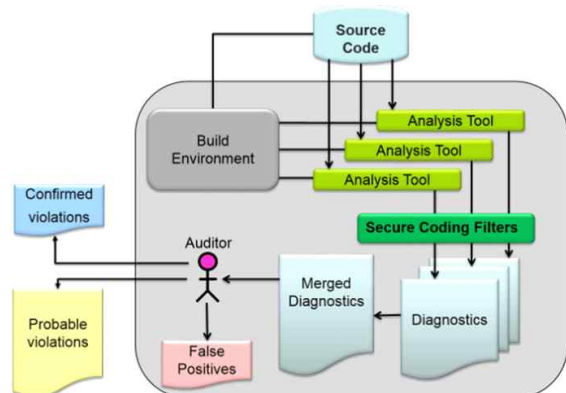 Source
Code
Analysis Tool
Build
Environment
Analysis Tool
Analysis Tool
Confirmed
violations
Secure Coding Filters
Auditor
Merged
Diagnostics
Diagnostics
Probable
violations
False
Positives